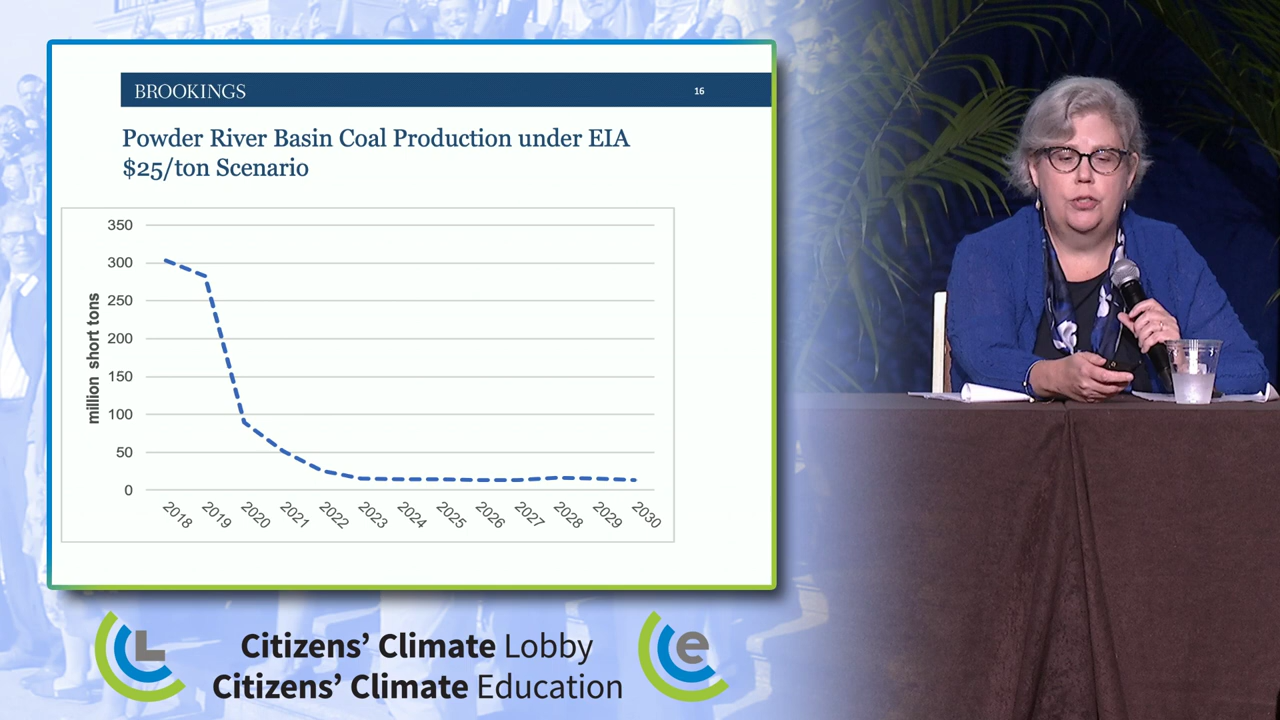 BROOKINGS 16
Powder River Basin Coal Production under EIA
$25/ton Scenario
million short tons
350
300
250
200
150
100
50
0
2018 2019 2020 2021 2022 2023 2024 2025 2026 2027 2028 2029 2030
L
Citizens' Climate Lobby
e
Citizens' Climate Education